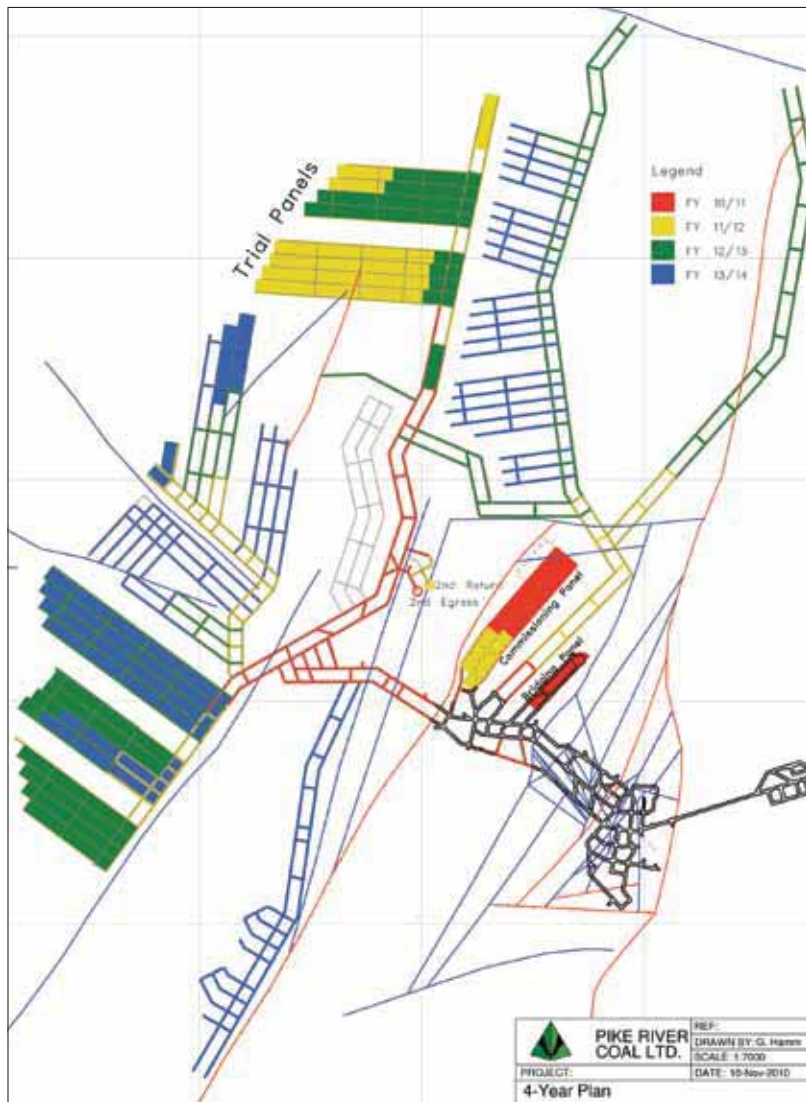 Trial Panels
Legend
FY 10/11
FY 11/12
FY 12/13
FY 13/14
2nd Return
2nd Egress
Commissioning Panel
Bridging Panel
PIKE RIVER
COAL LTD.
REF:
DRAWN BY: G. Hamm
SCALE: 1:7000
PROJECT:
DATE: 10-Nov-2010
4-Year Plan